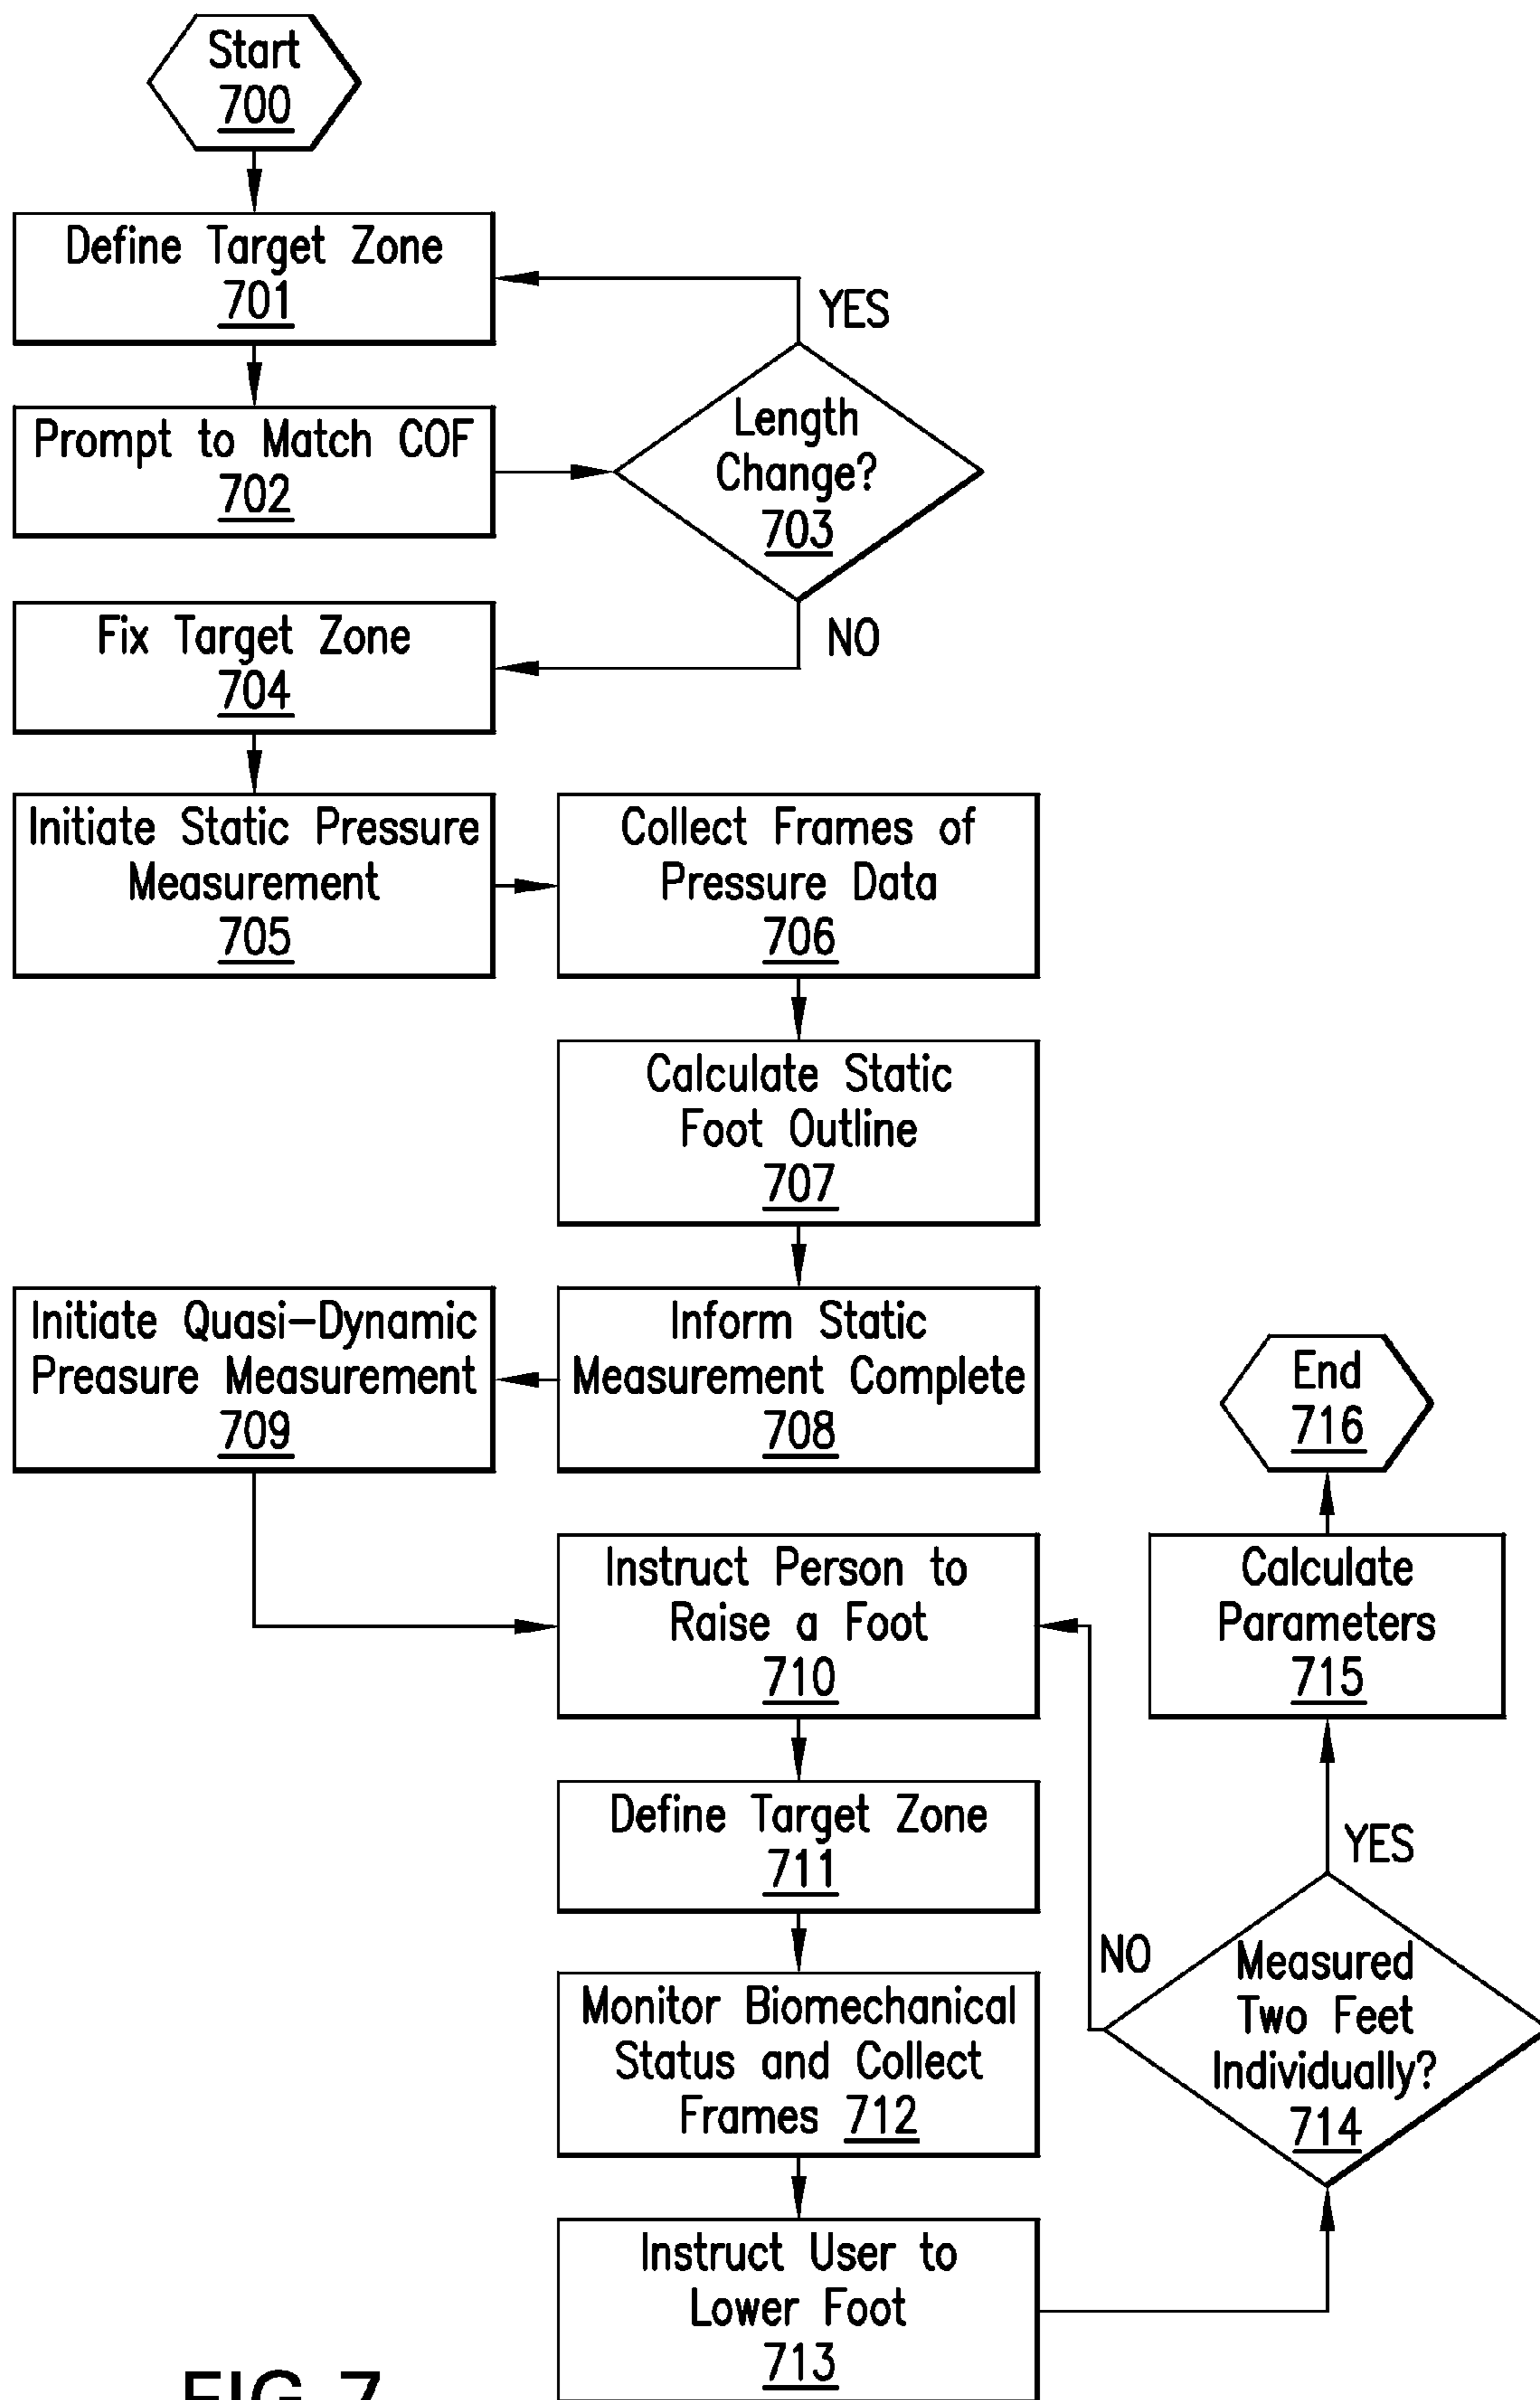 Start
700
Define Target Zone
701
YES
Prompt to Match COF
702
Length
Change?
703
NO
Fix Target Zone
704
Initiate Static Pressure
Measurement
705
Collect Frames of
Pressure Data
706
Calculate Static
Foot Outline
707
Inform Static
Measurement Complete
708
Initiate Quasi-Dynamic
Preasure Measurement
709
Instruct Person to
Raise a Foot
710
Define Target Zone
711
Monitor Biomechanical
Status and Collect
Frames 712
Instruct User to
Lower Foot
713
Measured
Two Feet
Individually?
714
NO
YES
Calculate
Parameters
715
End
716
FIG. 7